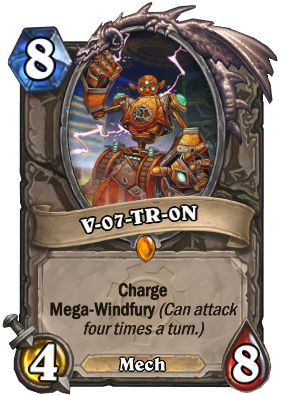 8
V-07-TR-0N
Charge
Mega-Windfury (Can attack
four times a turn.)
4
Mech
8